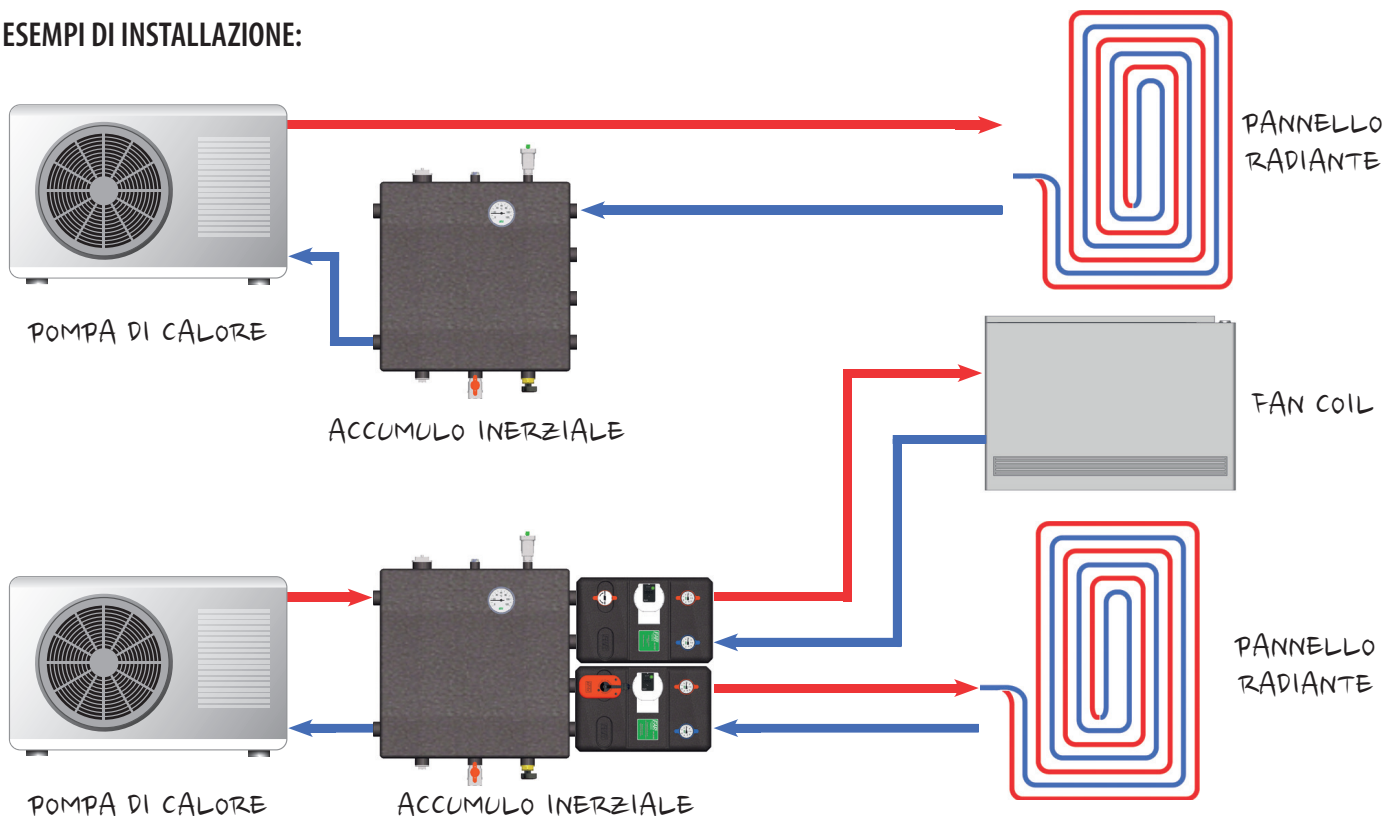 ESEMPI DI INSTALLAZIONE:
PANNELLO
RADIANTE
POMPA DI CALORE
ACCUMULO INERZIALE
FAN COIL
PANNELLO
RADIANTE
POMPA DI CALORE
ACCUMULO INERZIALE